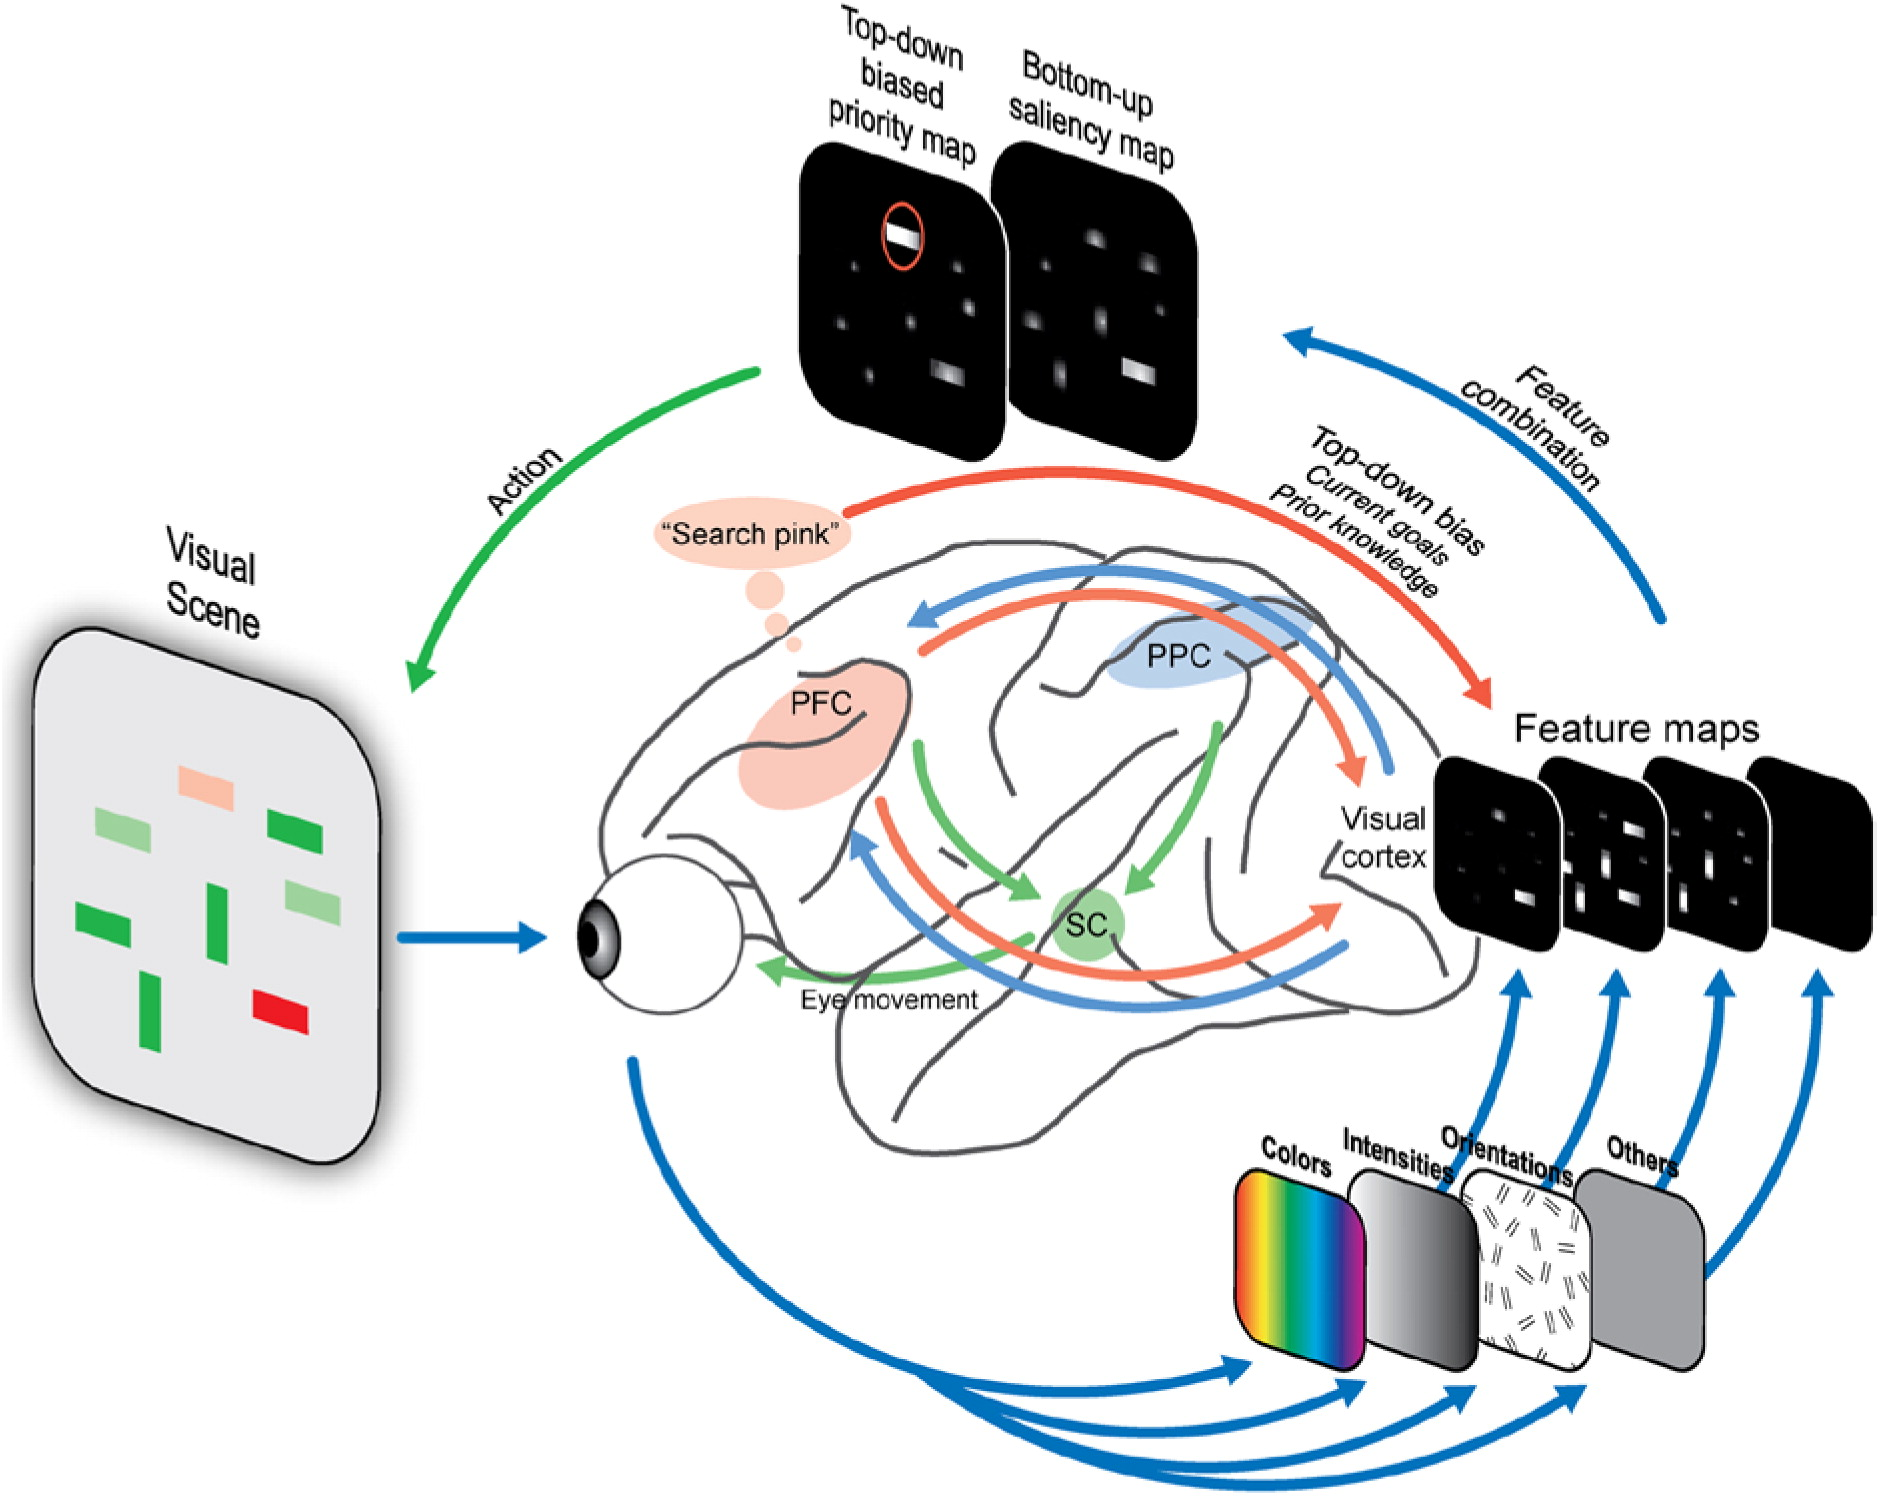 Top-down
biased
priority map
Bottom-up
saliency map
Feature
combination
Top-down bias
Current goals
Prior knowledge
Action
“Search pink”
Visual
Scene
PFC
PPC
Feature maps
Visual
cortex
SC
Eye movement
Colors
Intensities
Orientations
Others